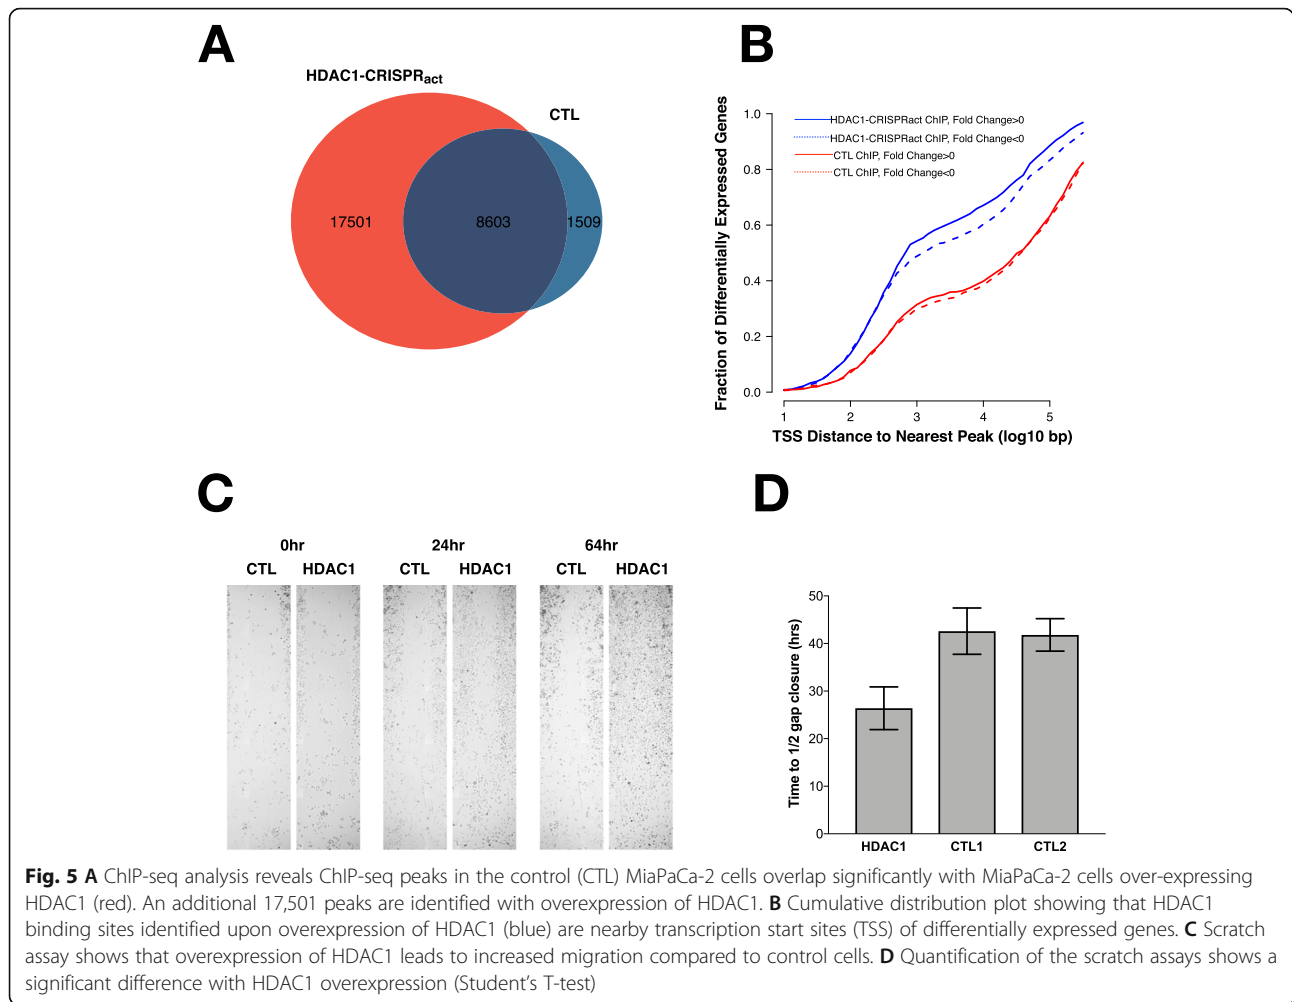 A
HDAC1-CRISPRact
CTL
17501
8603
1509
B
Fraction of Differentially Expressed Genes
1.0
0.8
0.6
0.4
0.2
0.0
HDAC1-CRISPRact ChIP, Fold Change>0
HDAC1-CRISPRact ChIP, Fold Change<0
CTL ChIP, Fold Change>0
CTL ChIP, Fold Change<0
1 2 3 4 5
TSS Distance to Nearest Peak (log10 bp)
C
0hr 24hr 64hr
CTL HDAC1 CTL HDAC1 CTL HDAC1
D
Time to 1/2 gap closure (hrs)
50
40
30
20
10
0
HDAC1 CTL1 CTL2
Fig. 5 A ChIP-seq analysis reveals ChIP-seq peaks in the control (CTL) MiaPaCa-2 cells overlap significantly with MiaPaCa-2 cells over-expressing
HDAC1 (red). An additional 17,501 peaks are identified with overexpression of HDAC1. B Cumulative distribution plot showing that HDAC1
binding sites identified upon overexpression of HDAC1 (blue) are nearby transcription start sites (TSS) of differentially expressed genes. C Scratch
assay shows that overexpression of HDAC1 leads to increased migration compared to control cells. D Quantification of the scratch assays shows a
significant difference with HDAC1 overexpression (Student's T-test)